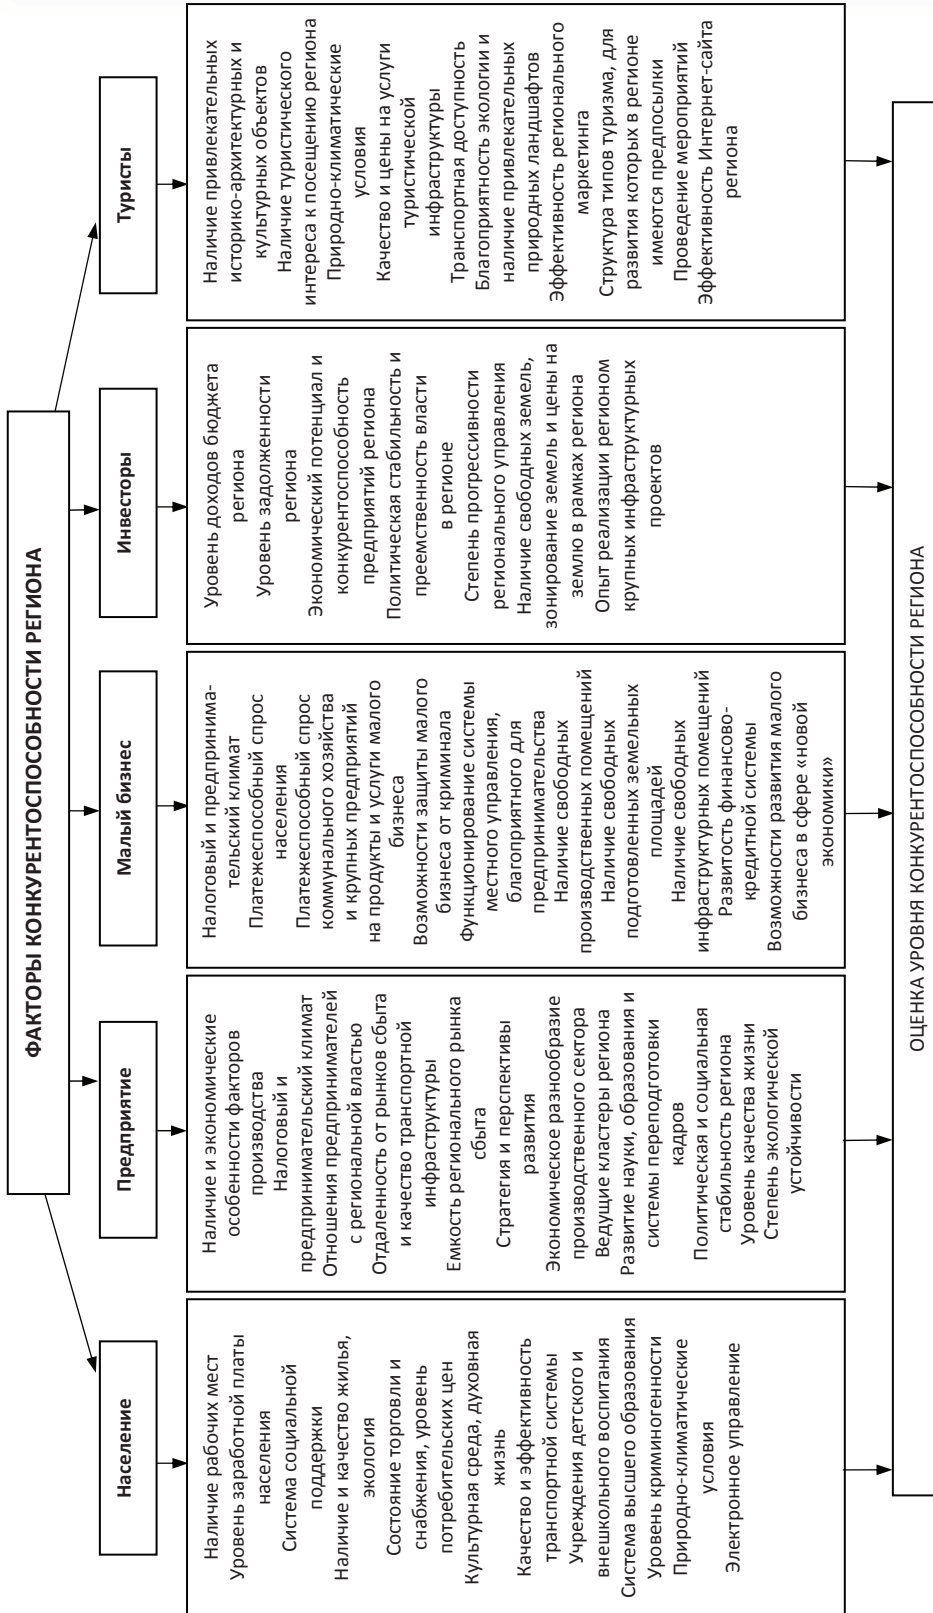 ФАКТОРЫ КОНКУРЕНТОСПОСОБНОСТИ РЕГИОНА
Население
Наличие рабочих мест
Уровень заработной платы
населения
Система социальной
поддержки
Наличие и качество жилья,
экология
Состояние торговли и
снабжения, уровень
потребительских цен
Культурная среда, духовная
жизнь
Качество и эффективность
транспортной системы
Учреждения детского и
внешкольного воспитания
Система высшего образования
Уровень криминогенности
Природно-климатические
условия
Электронное управление
Предприятие
Наличие и экономические
особенности факторов
производства
Налоговый и
предпринимательский климат
Отношения предпринимателей
с региональной властью
Отдаленность от рынков сбыта
и качество транспортной
инфраструктуры
Емкость регионального рынка
сбыта
Стратегия и перспективы
развития
Экономическое разнообразие
производственного сектора
Ведущие кластеры региона
Развитие науки, образования и
системы переподготовки
кадров
Политическая и социальная
стабильность региона
Уровень качества жизни
Степень экологической
устойчивости
Малый бизнес
Налоговый и предпринима-
тельский климат
Платежеспособный спрос
населения
Платежеспособный спрос
коммунального хозяйства
и крупных предприятий
на продукты и услуги малого
бизнеса
Возможности защиты малого
бизнеса от криминала
Функционирование системы
местного управления,
благоприятного для
предпринимательства
Наличие свободных
производственных помещений
Наличие свободных
подготовленных земельных
площадей
Наличие свободных
инфраструктурных помещений
Развитость финансово-
кредитной системы
Возможности развития малого
бизнеса в сфере «новой
экономики»
Инвесторы
Уровень доходов бюджета
региона
Уровень задолженности
региона
Экономический потенциал и
конкурентоспособность
предприятий региона
Политическая стабильность и
преемственность власти
в регионе
Степень прогрессивности
регионального управления
Наличие свободных земель,
зонирование земель и цены на
землю в рамках региона
Опыт реализации регионом
крупных инфраструктурных
проектов
Туристы
Наличие привлекательных
историко-архитектурных и
культурных объектов
Наличие туристического
интереса к посещению региона
Природно-климатические
условия
Качество и цены на услуги
туристической
инфраструктуры
Транспортная доступность
Благоприятность экологии и
наличие привлекательных
природных ландшафтов
Эффективность регионального
маркетинга
Структура типов туризма, для
развития которых в регионе
имеются предпосылки
Проведение мероприятий
Эффективность Интернет-сайта
региона
ОЦЕНКА УРОВНЯ КОНКУРЕНТОСПОСОБНОСТИ РЕГИОНА